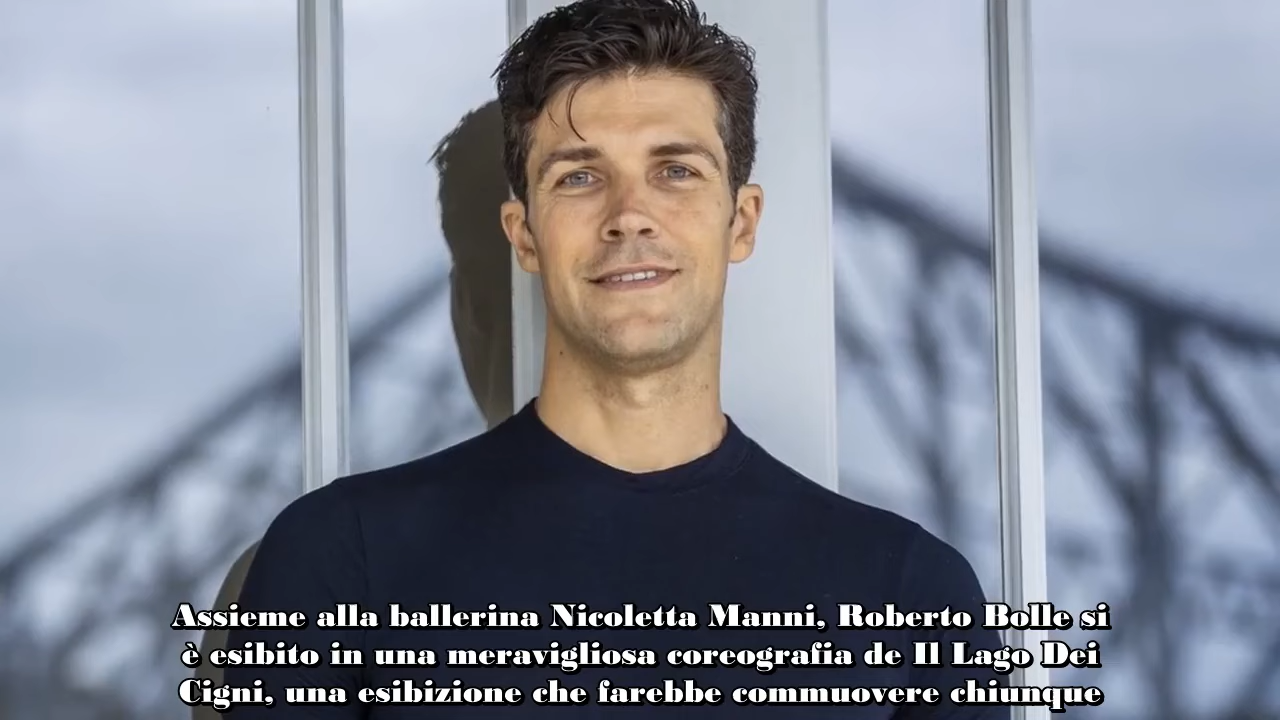 Assieme alla ballerina Nicoletta Manni, Roberto Bolle si
è esibito in una meravigliosa coreografia de Il Lago Dei
Cigni, una esibizione che farebbe commuovere chiunque